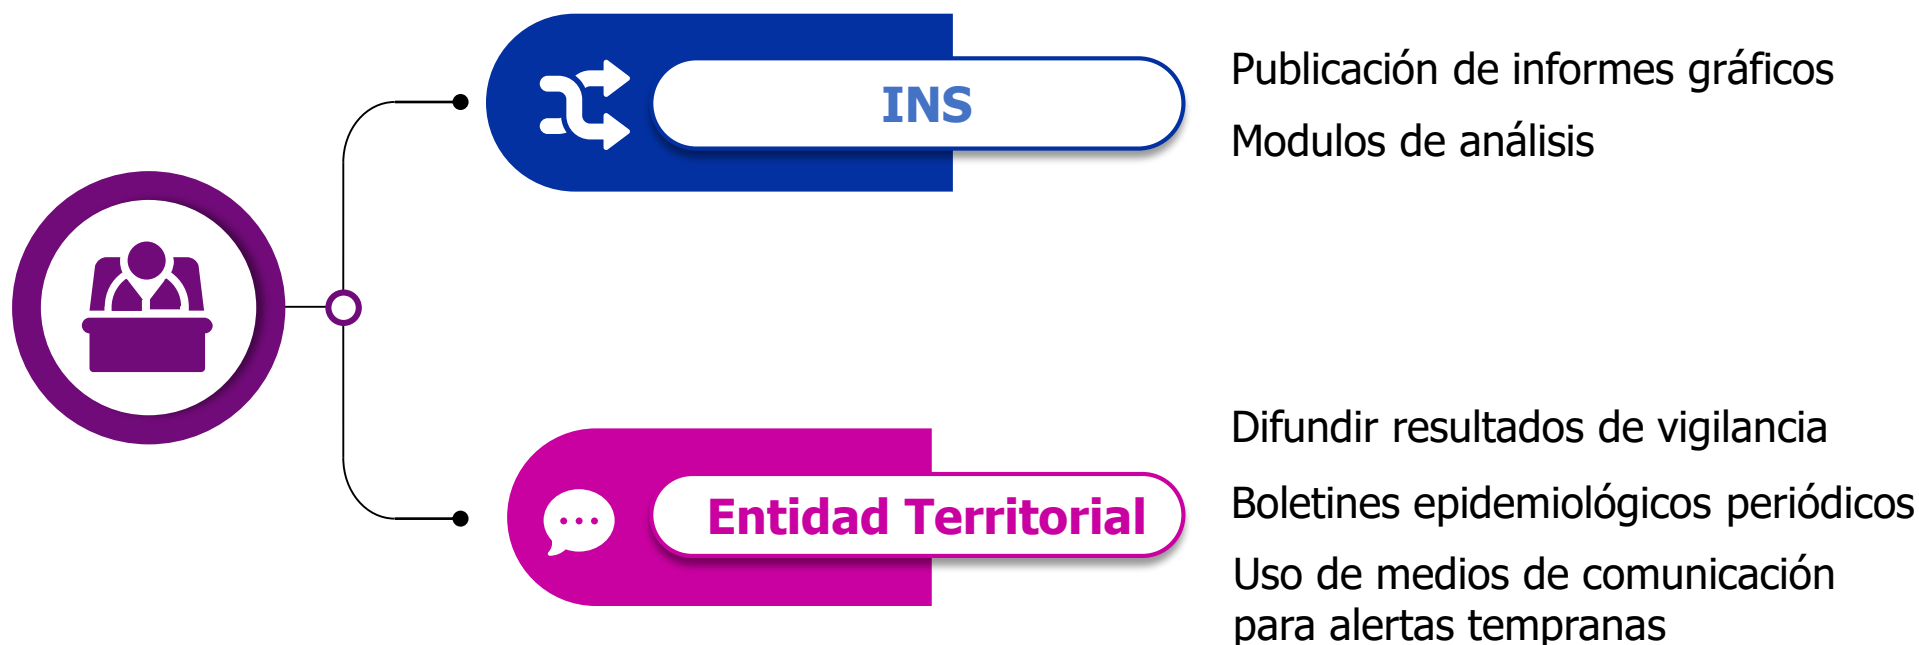 INS
Publicación de informes gráficos
Modulos de análisis
Entidad Territorial
Difundir resultados de vigilancia
Boletines epidemiológicos periódicos
Uso de medios de comunicación
para alertas tempranas